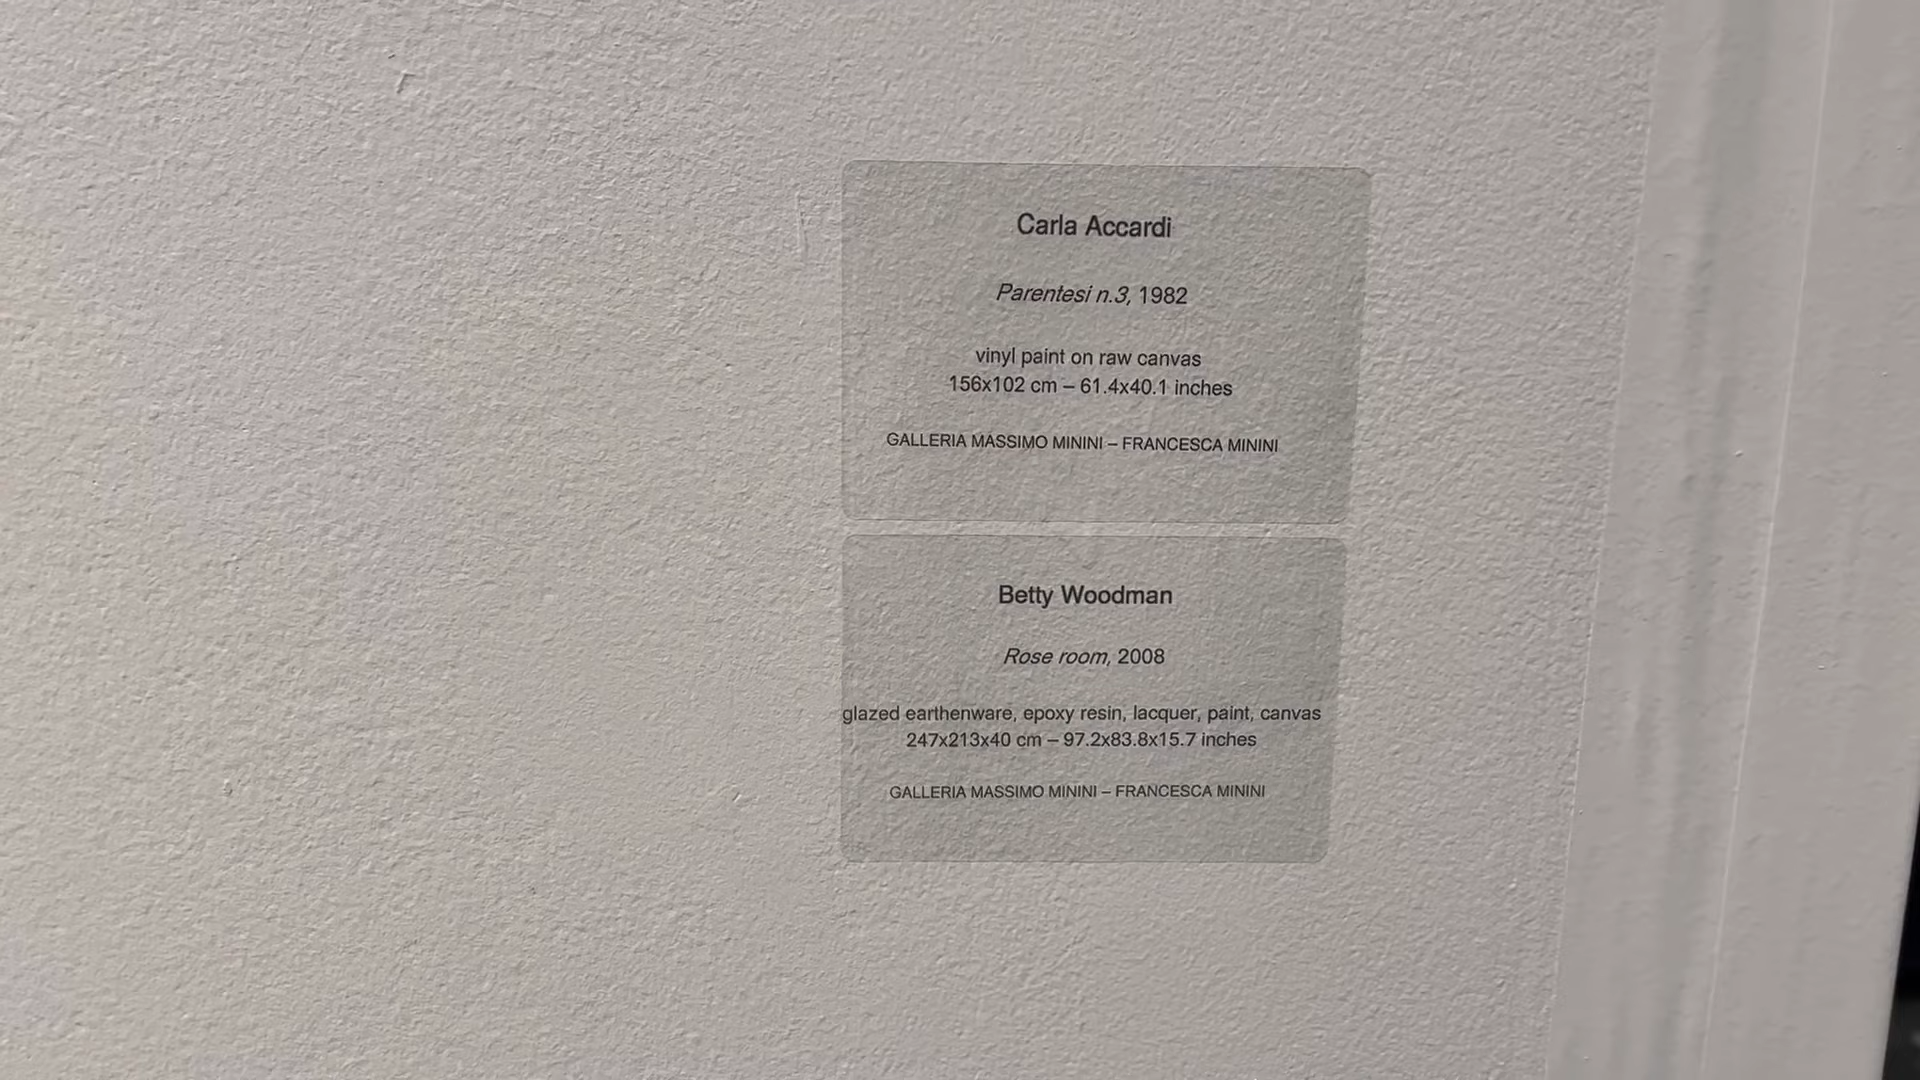 Carla Accardi
Parentesi n.3, 1982
vinyl paint on raw canvas
156x102 cm – 61.4x40.1 inches
GALLERIA MASSIMO MININI – FRANCESCA MININI
Betty Woodman
Rose room, 2008
glazed earthenware, epoxy resin, lacquer, paint, canvas
247x213x40 cm – 97.2x83.8x15.7 inches
GALLERIA MASSIMO MININI – FRANCESCA MININI